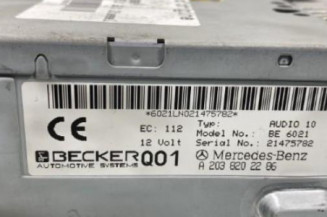 *6021LN021475782*
CE
EC: 112
12 Volt
Typ: AUDIO 10
Model No.: BE 6021
Serial No.: 21475782
BECKER Q01 Mercedes-Benz
AUTOMOTIVE SYSTEMS
A 203 820 22 86